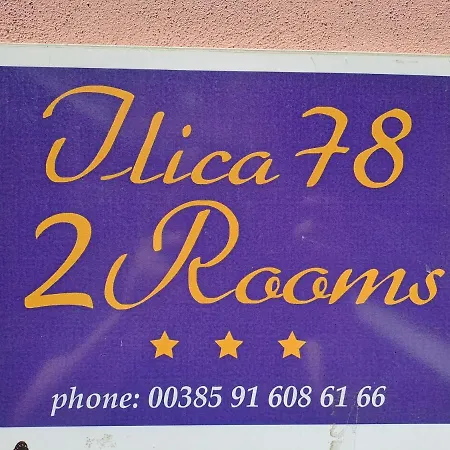 Ilica 78
2 Rooms
★ ★ ★
phone: 00385 91 608 61 66